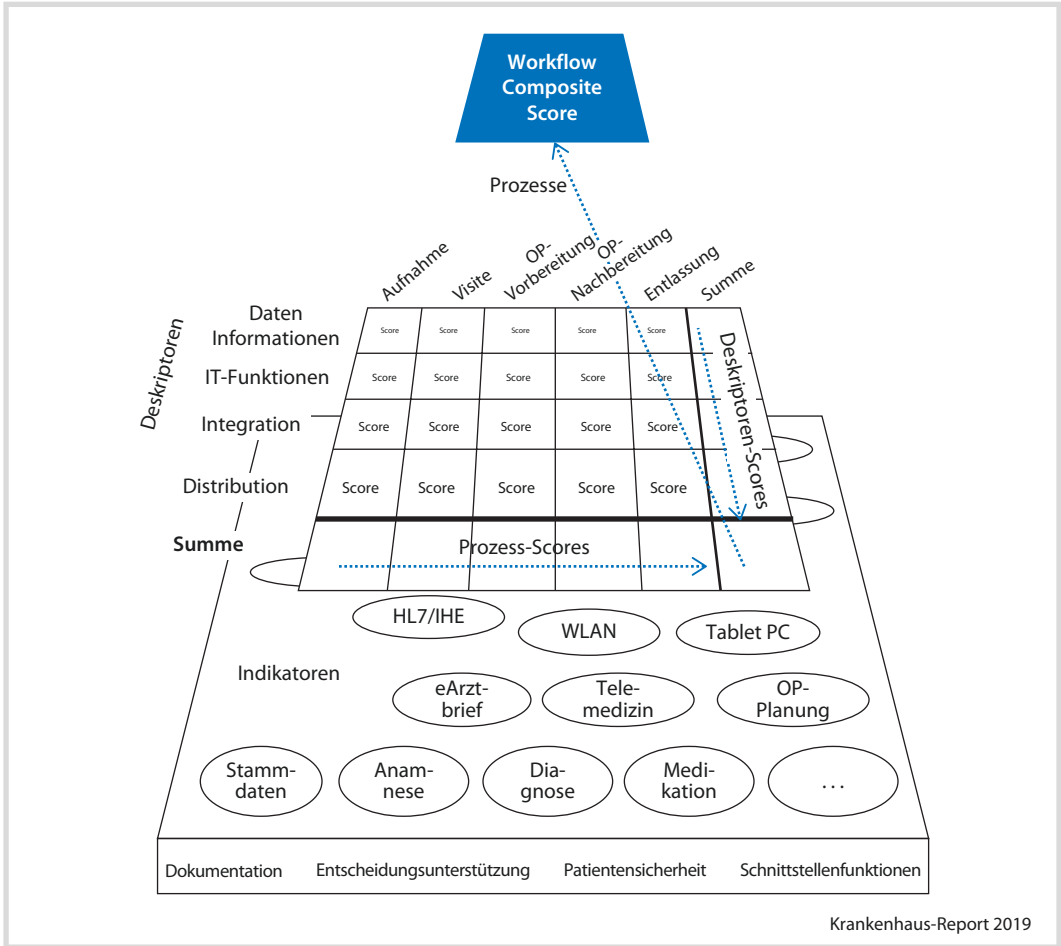 Workflow
Composite
Score
Prozesse
Aufnahme
Visite
OP-
Vorbereitung
OP-
Nachbereitung
Entlassung
Summe
Deskriptoren
Daten
Informationen
Score Score Score Score Score
IT-Funktionen
Score Score Score Score Score
Integration
Score Score Score Score Score
Distribution
Score Score Score Score Score
Deskriptoren-Scores
Summe
Prozess-Scores
HL7/IHE
WLAN
Tablet PC
Indikatoren
eArzt-
brief
Tele-
medizin
OP-
Planung
Stamm-
daten
Anam-
nese
Dia-
gnose
Medi-
kation
...
Dokumentation Entscheidungsunterstützung Patientensicherheit Schnittstellenfunktionen
Krankenhaus-Report 2019